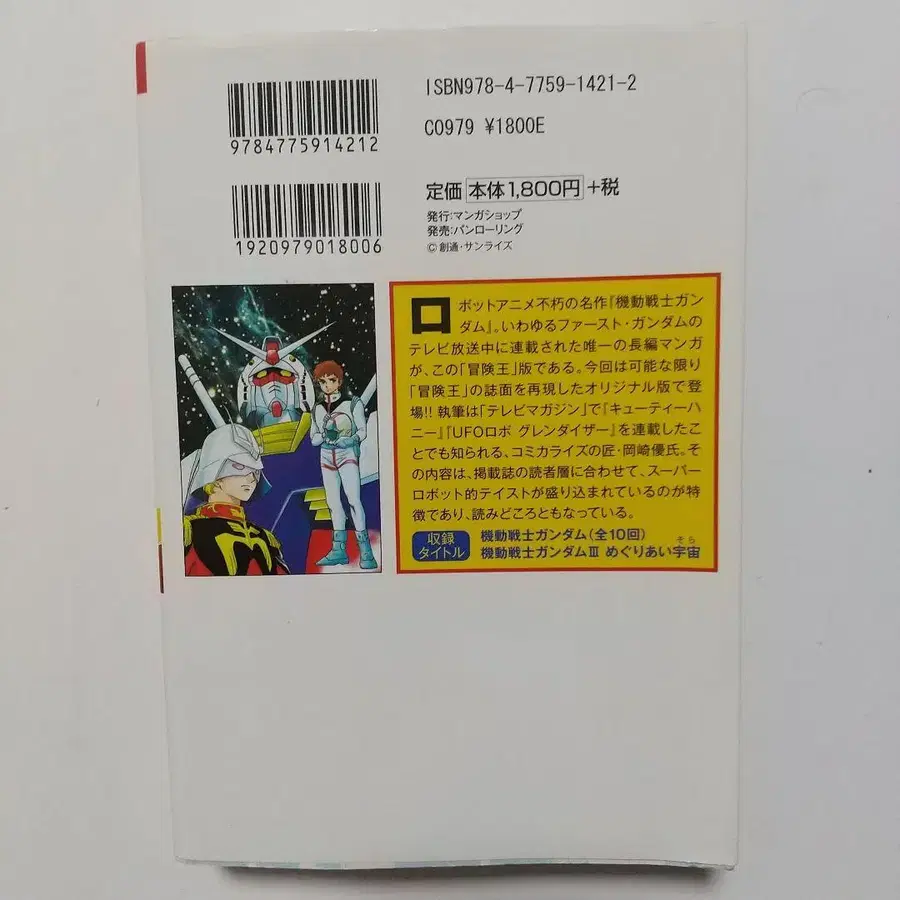 ISBN978-4-7759-1421-2
9784775914212
C0979 ¥1800E
1920979018006
定価 本体1,800円 +税
発行:マンガショップ
発売:パンローリング
© 創通・サンライズ
ロボットアニメ不朽の名作『機動戦士ガン
ダム』。いわゆるファースト・ガンダムの
テレビ放送中に連載された唯一の長編マンガ
が、この「冒険王」版である。今回は可能な限り
「冒険王」の誌面を再現したオリジナル版で登
場!! 執筆は「テレビマガジン」で『キューティーハ
ニー』『UFOロボ グレンダイザー』を連載したこ
とでも知られる、コミカライズの匠・岡崎優氏。そ
の内容は、掲載誌の読者層に合わせて、スーパー
ロボット的テイストが盛り込まれているのが特
徴であり、読みどころともなっている。
収録
タイトル
機動戦士ガンダム(全10回)
機動戦士ガンダムIII めぐりあい宇宙
そら